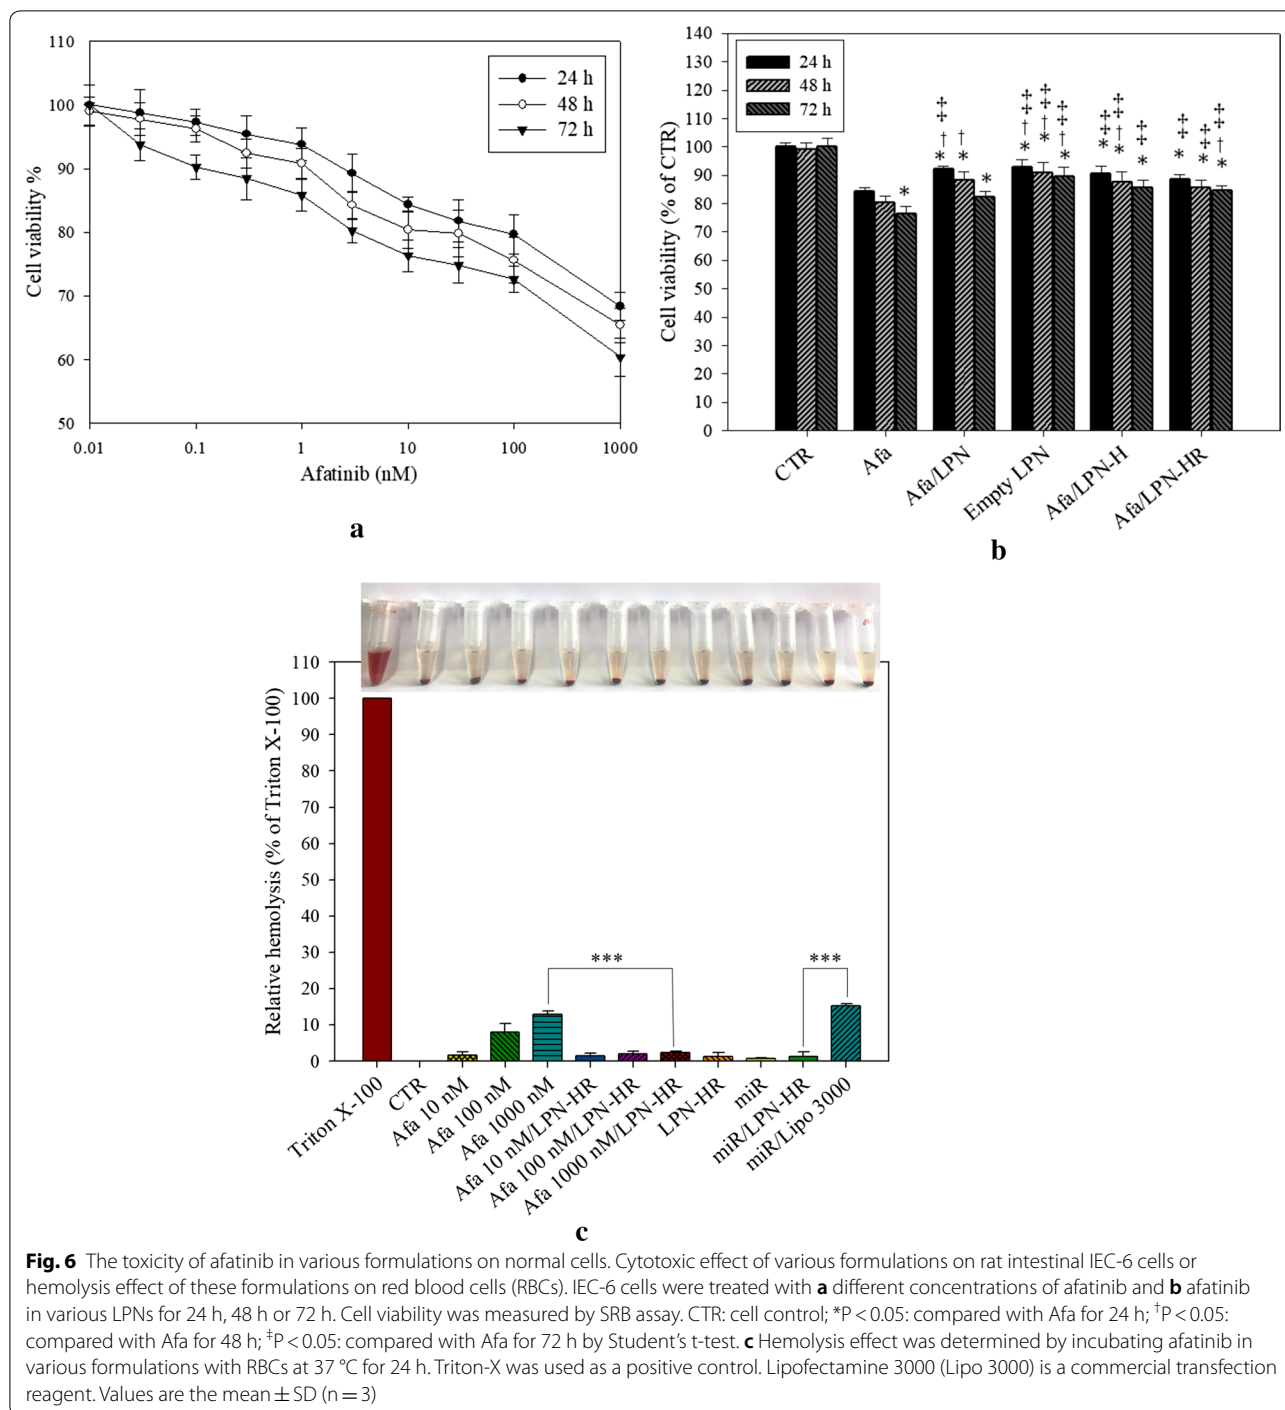 110
100
90
80
70
60
50
Cell viability %
24 h
48 h
72 h
0.01
0.1
1
10
100
1000
Afatinib (nM)
a
140
130
120
110
100
90
80
70
60
50
40
30
20
10
0
Cell viability (% of CTR)
24 h
48 h
72 h
*†‡
*†
*
*
*†‡
*†‡
*†‡
*‡
*†‡
*‡
*‡
*‡
*†‡
CTR
Afa
Afa/LPN
Empty LPN
Afa/LPN-H
Afa/LPN-HR
b
110
100
90
80
70
60
50
40
30
20
10
0
Relative hemolysis (% of Triton X-100)
***
***
Triton X-100
CTR
Afa 10 nM
Afa 100 nM
Afa 1000 nM
Afa 10 nM/LPN-HR
Afa 100 nM/LPN-HR
Afa 1000 nM/LPN-HR
LPN-HR
miR
miR/LPN-HR
miR/Lipo 3000
c
Fig. 6 The toxicity of afatinib in various formulations on normal cells. Cytotoxic effect of various formulations on rat intestinal IEC-6 cells or
hemolysis effect of these formulations on red blood cells (RBCs). IEC-6 cells were treated with a different concentrations of afatinib and b afatinib
in various LPNs for 24 h, 48 h or 72 h. Cell viability was measured by SRB assay. CTR: cell control; *P < 0.05: compared with Afa for 24 h; †P < 0.05:
compared with Afa for 48 h; ‡P < 0.05: compared with Afa for 72 h by Student's t-test. c Hemolysis effect was determined by incubating afatinib in
various formulations with RBCs at 37 °C for 24 h. Triton-X was used as a positive control. Lipofectamine 3000 (Lipo 3000) is a commercial transfection
reagent. Values are the mean ± SD (n = 3)